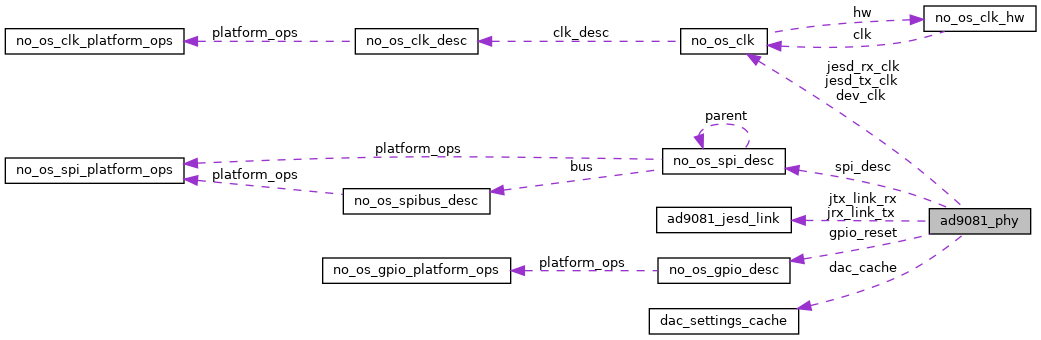 hw
no_os_clk_hw
platform_ops
clk_desc
clk
no_os_clk_platform_ops
no_os_clk_desc
no_os_clk
jesd_rx_clk
jesd_tx_clk
dev_clk
parent
platform_ops
no_os_spi_desc
bus
spi_desc
no_os_spi_platform_ops
platform_ops
no_os_spibus_desc
jtx_link_rx
jrx_link_tx
ad9081_jesd_link
ad9081_phy
gpio_reset
platform_ops
no_os_gpio_platform_ops
no_os_gpio_desc
dac_cache
dac_settings_cache